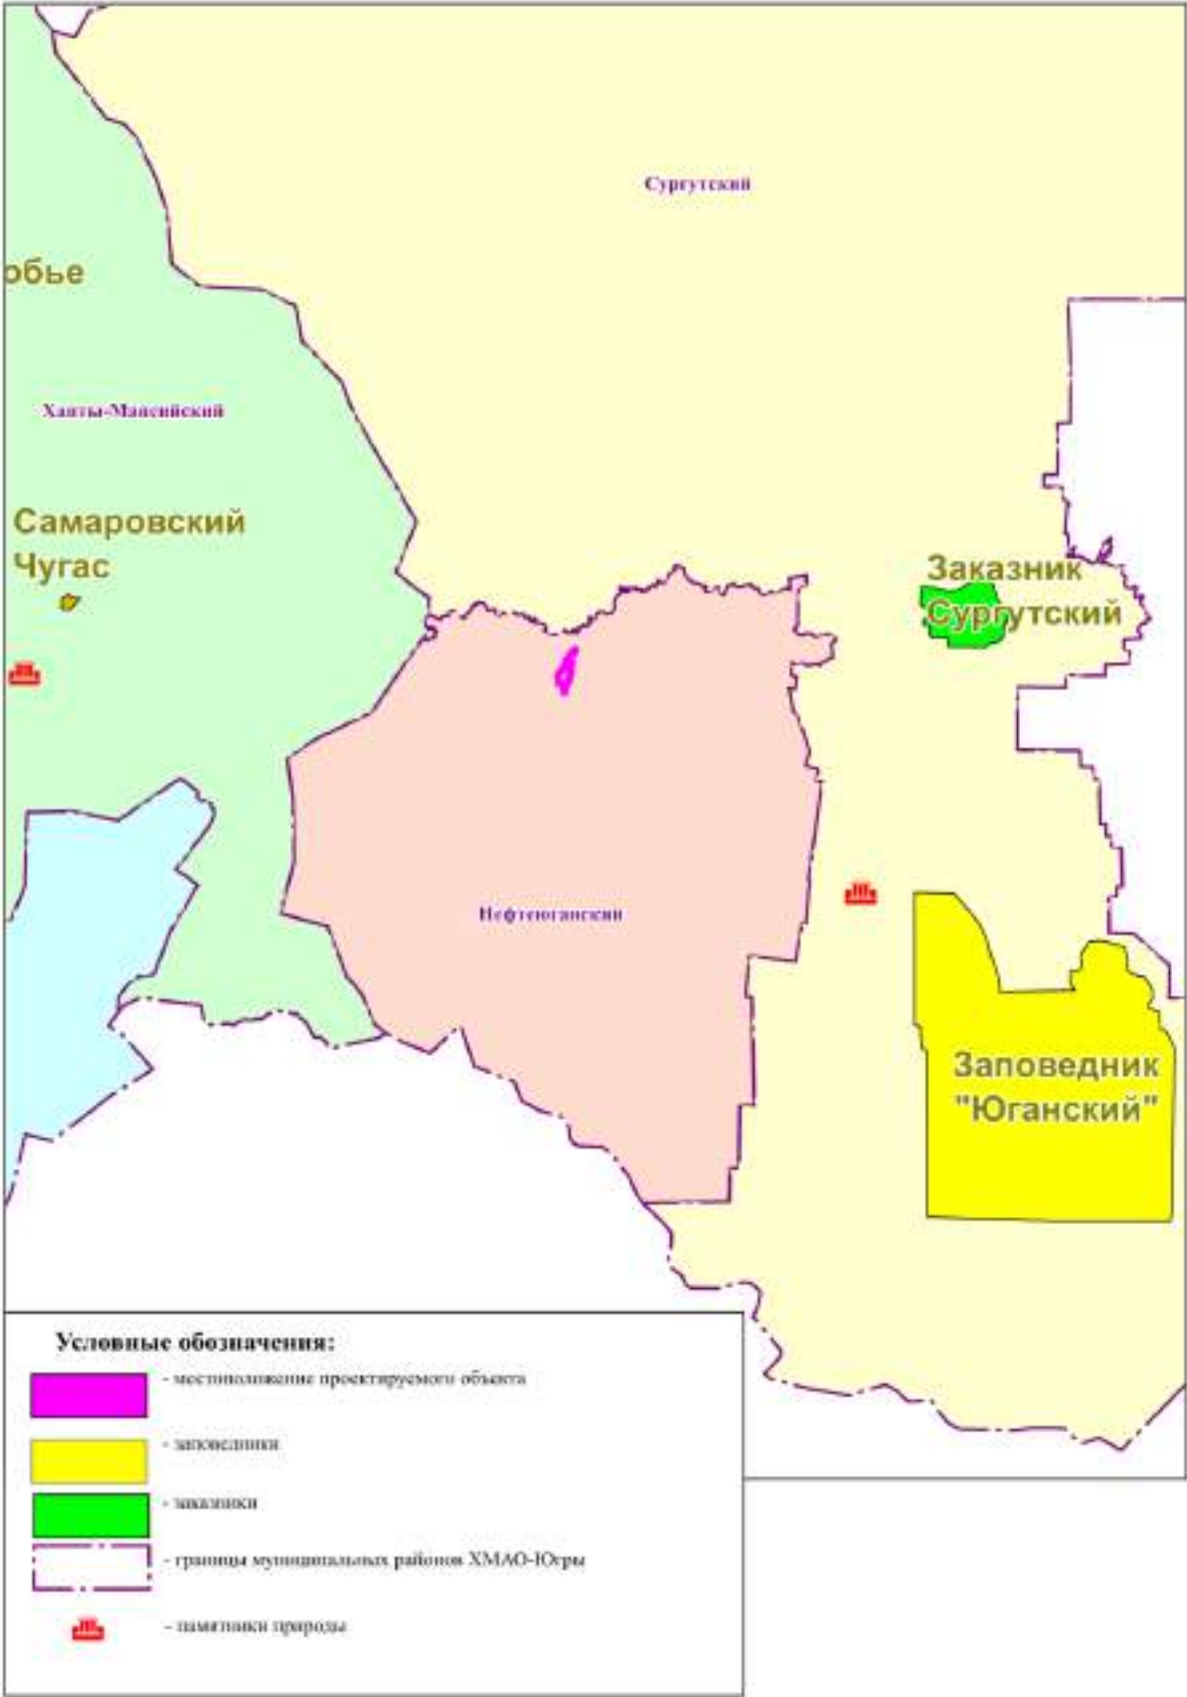 Сургутский
обье
Ханты-Мансийский
Самаровский
Чугас
Заказник
Сургутский
Нефтеюганский
Заповедник
"Юганский"
Условные обозначения:
- местоположение проектируемого объекта
- заповедники
- заказники
- границы муниципальных районов ХМАО-Югры
- памятники природы